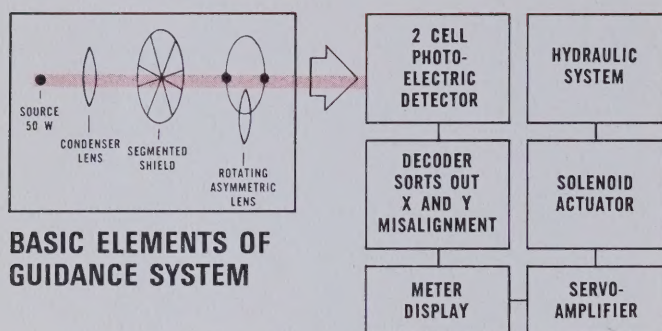 SOURCE
50 W
CONDENSER
LENS
SEGMENTED
SHIELD
ROTATING
ASYMMETRIC
LENS
BASIC ELEMENTS OF
GUIDANCE SYSTEM
2 CELL
PHOTO-
ELECTRIC
DETECTOR
DECODER
SORTS OUT
X AND Y
MISALIGNMENT
METER
DISPLAY
HYDRAULIC
SYSTEM
SOLENOID
ACTUATOR
SERVO-
AMPLIFIER